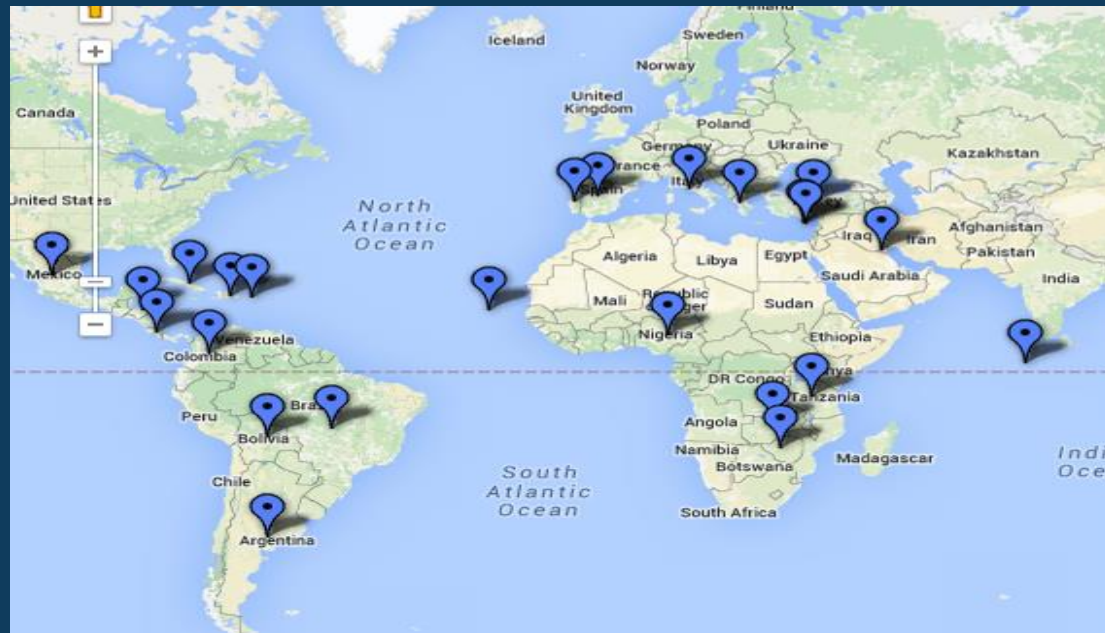 Iceland
Sweden
Norway
Canada
United
Kingdom
Poland
Ukraine
Kazakhstan
United States
North
Atlantic
Ocean
Iraq
Iran
Afghanistan
Pakistan
Algeria
Libya
Egypt
Saudi Arabia
India
Mexico
Mali
Sudan
Nigeria
Ethiopia
Venezuela
Colombia
DR Congo
Tanzania
Peru
Bolivia
Angola
Namibia
Botswana
Madagascar
Chile
South
Atlantic
Ocean
South Africa
Argentina